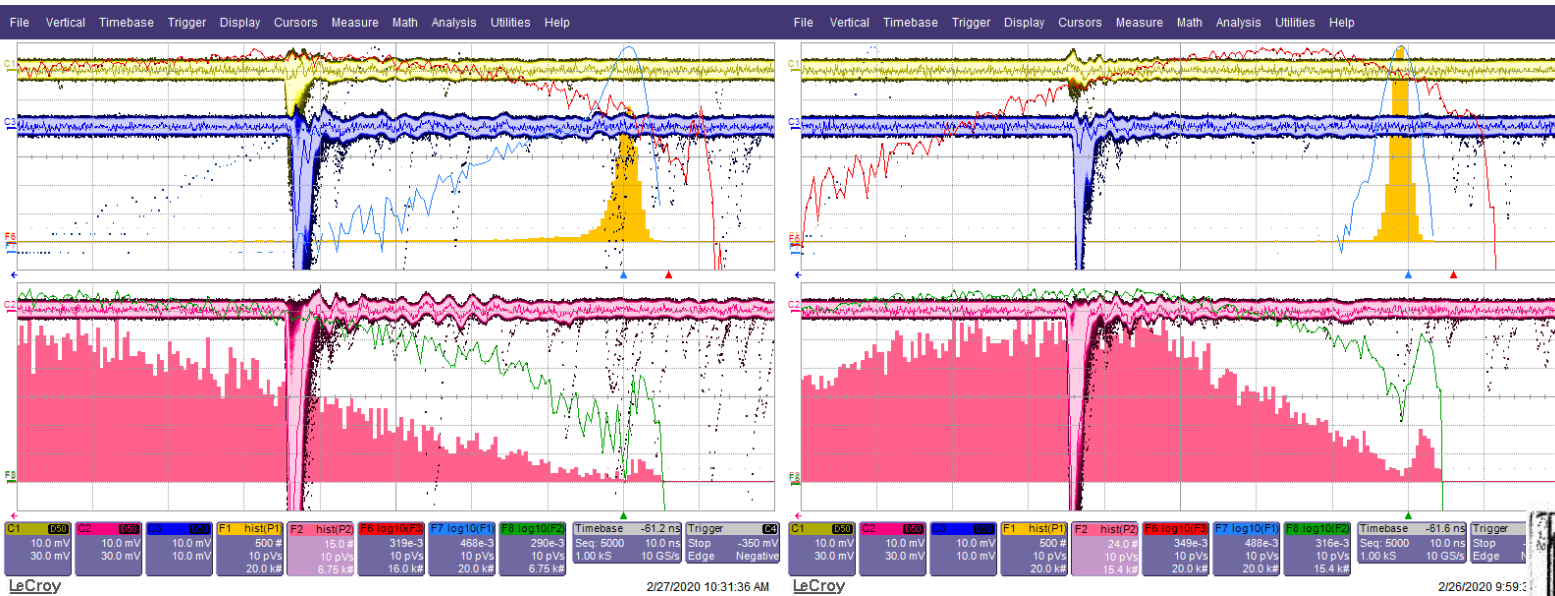 File Vertical Timebase Trigger Display Cursors Measure Math Analysis Utilities Help
C1
C3
F6
F7
C2
F8
C1 D50 C2 D50 F1 hist(P1) F2 hist(P2) F6 log10(F3) F7 log10(F1) F8 log10(F2) Timebase -61.2 ns Trigger C4
10.0 mV 10.0 mV 10.0 mV 500 # 15.0 # 319e-3 468e-3 290e-3 Seq: 5000 10.0 ns Stop -350 mV
30.0 mV 30.0 mV 10.0 mV 10 pVs 10 pVs 10 pVs 10 pVs 10 pVs 1.00 kS 10 GS/s Edge Negative
20.0 k# 6.75 k# 16.0 k# 20.0 k# 6.75 k#
LeCroy 2/27/2020 10:31:36 AM
File Vertical Timebase Trigger Display Cursors Measure Math Analysis Utilities Help
C1
C3
F6
F7
C2
F8
C1 D50 C2 D50 F1 hist(P1) F2 hist(P2) F6 log10(F3) F7 log10(F1) F8 log10(F2) Timebase -61.6 ns Trigger
10.0 mV 10.0 mV 10.0 mV 500 # 24.0 # 349e-3 488e-3 316e-3 Seq: 5000 10.0 ns Stop
30.0 mV 30.0 mV 10.0 mV 10 pVs 10 pVs 10 pVs 10 pVs 10 pVs 1.00 kS 10 GS/s Edge
20.0 k# 15.4 k# 20.0 k# 20.0 k# 15.4 k#
LeCroy 2/26/2020 9:59:3